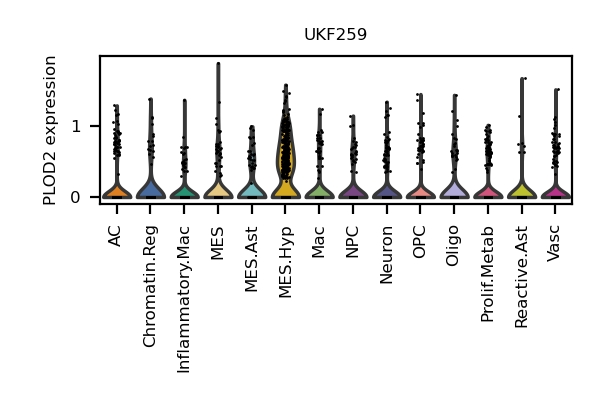 UKF259
PLOD2 expression
1
0
AC
Chromatin.Reg
Inflammatory.Mac
MES
MES.Ast
MES.Hyp
Mac
NPC
Neuron
OPC
Oligo
Prolif.Metab
Reactive.Ast
Vasc